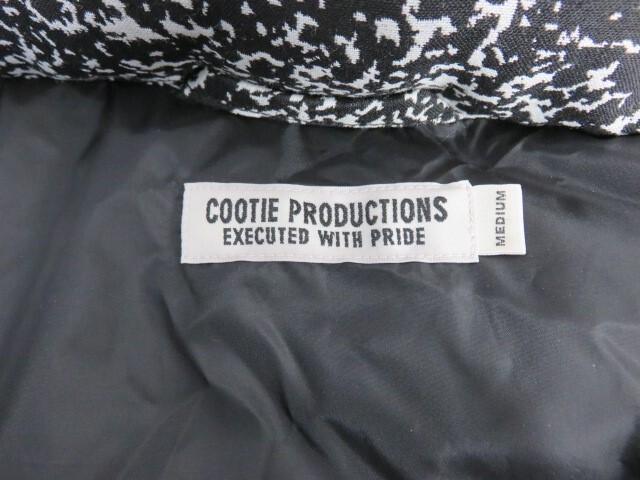 COOTIE PRODUCTIONS
EXECUTED WITH PRIDE
MEDIUM